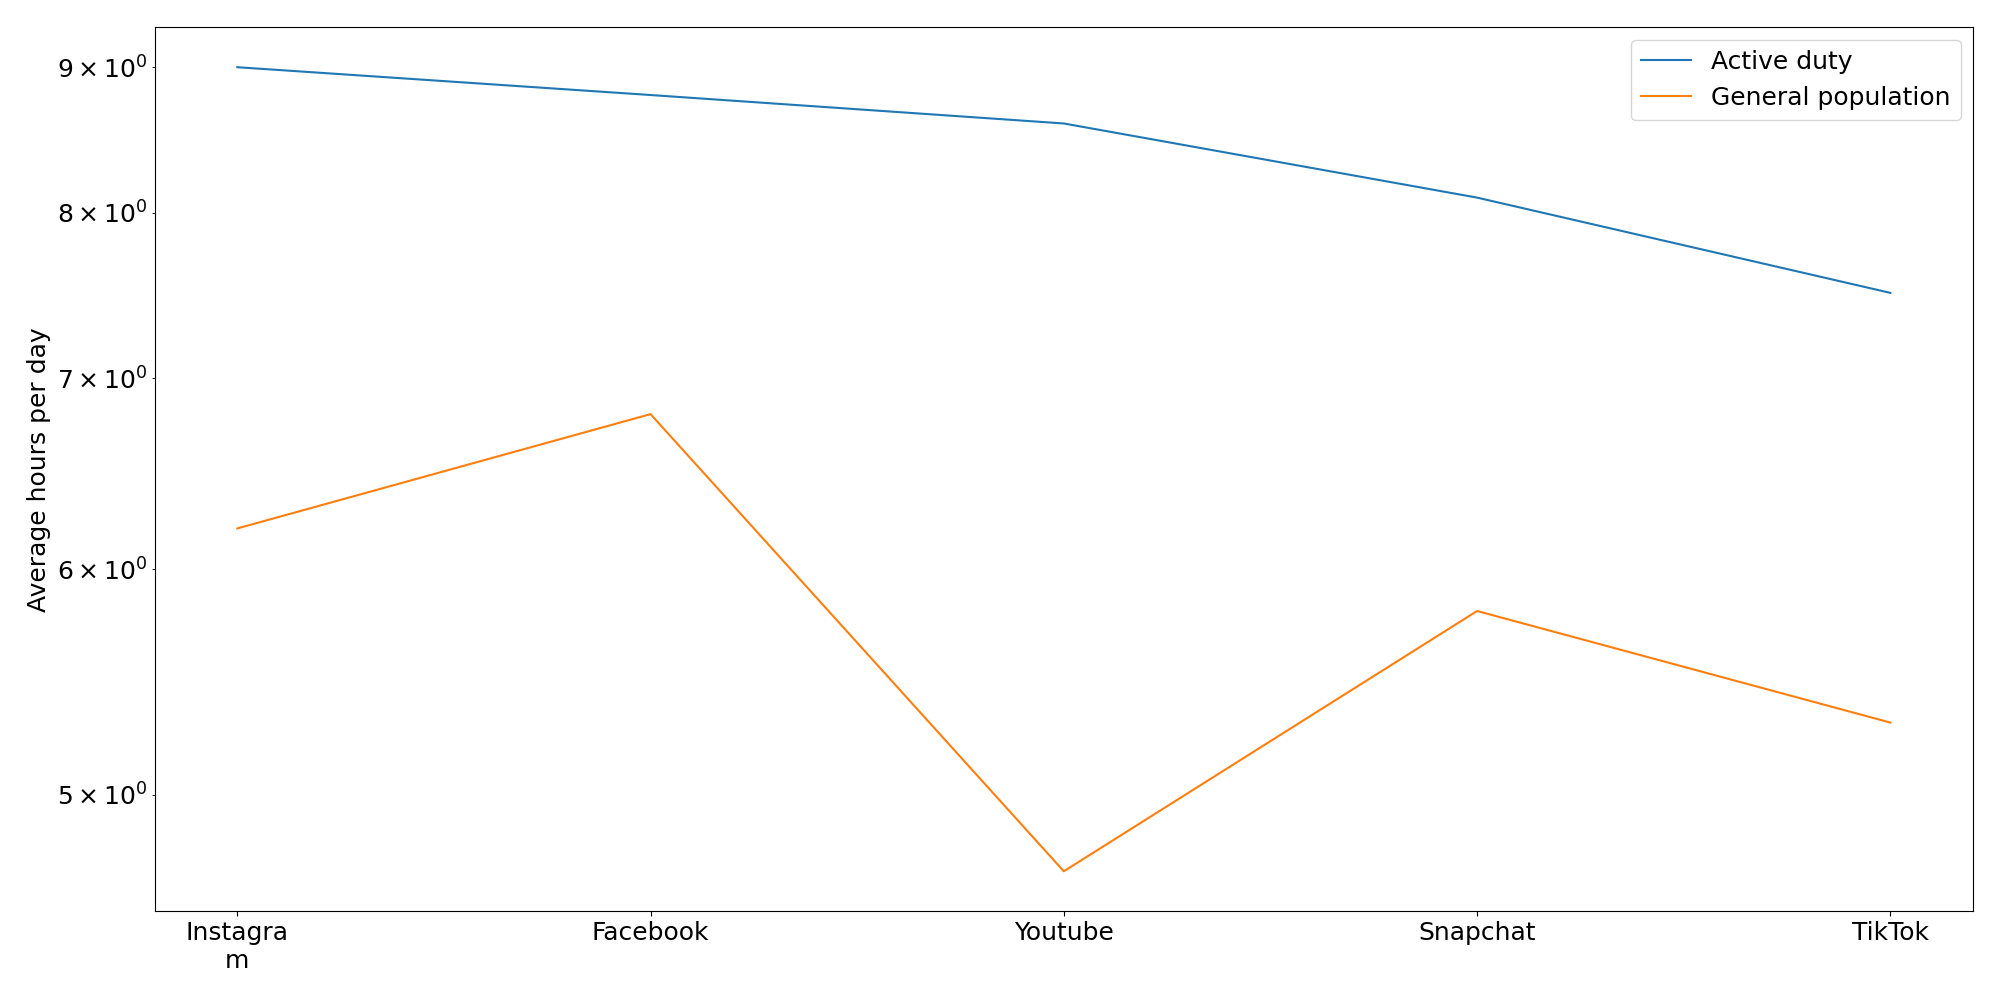 9 × 10⁰
8 × 10⁰
7 × 10⁰
6 × 10⁰
5 × 10⁰
Average hours per day
Active duty
General population
Instagra
m
Facebook
Youtube
Snapchat
TikTok